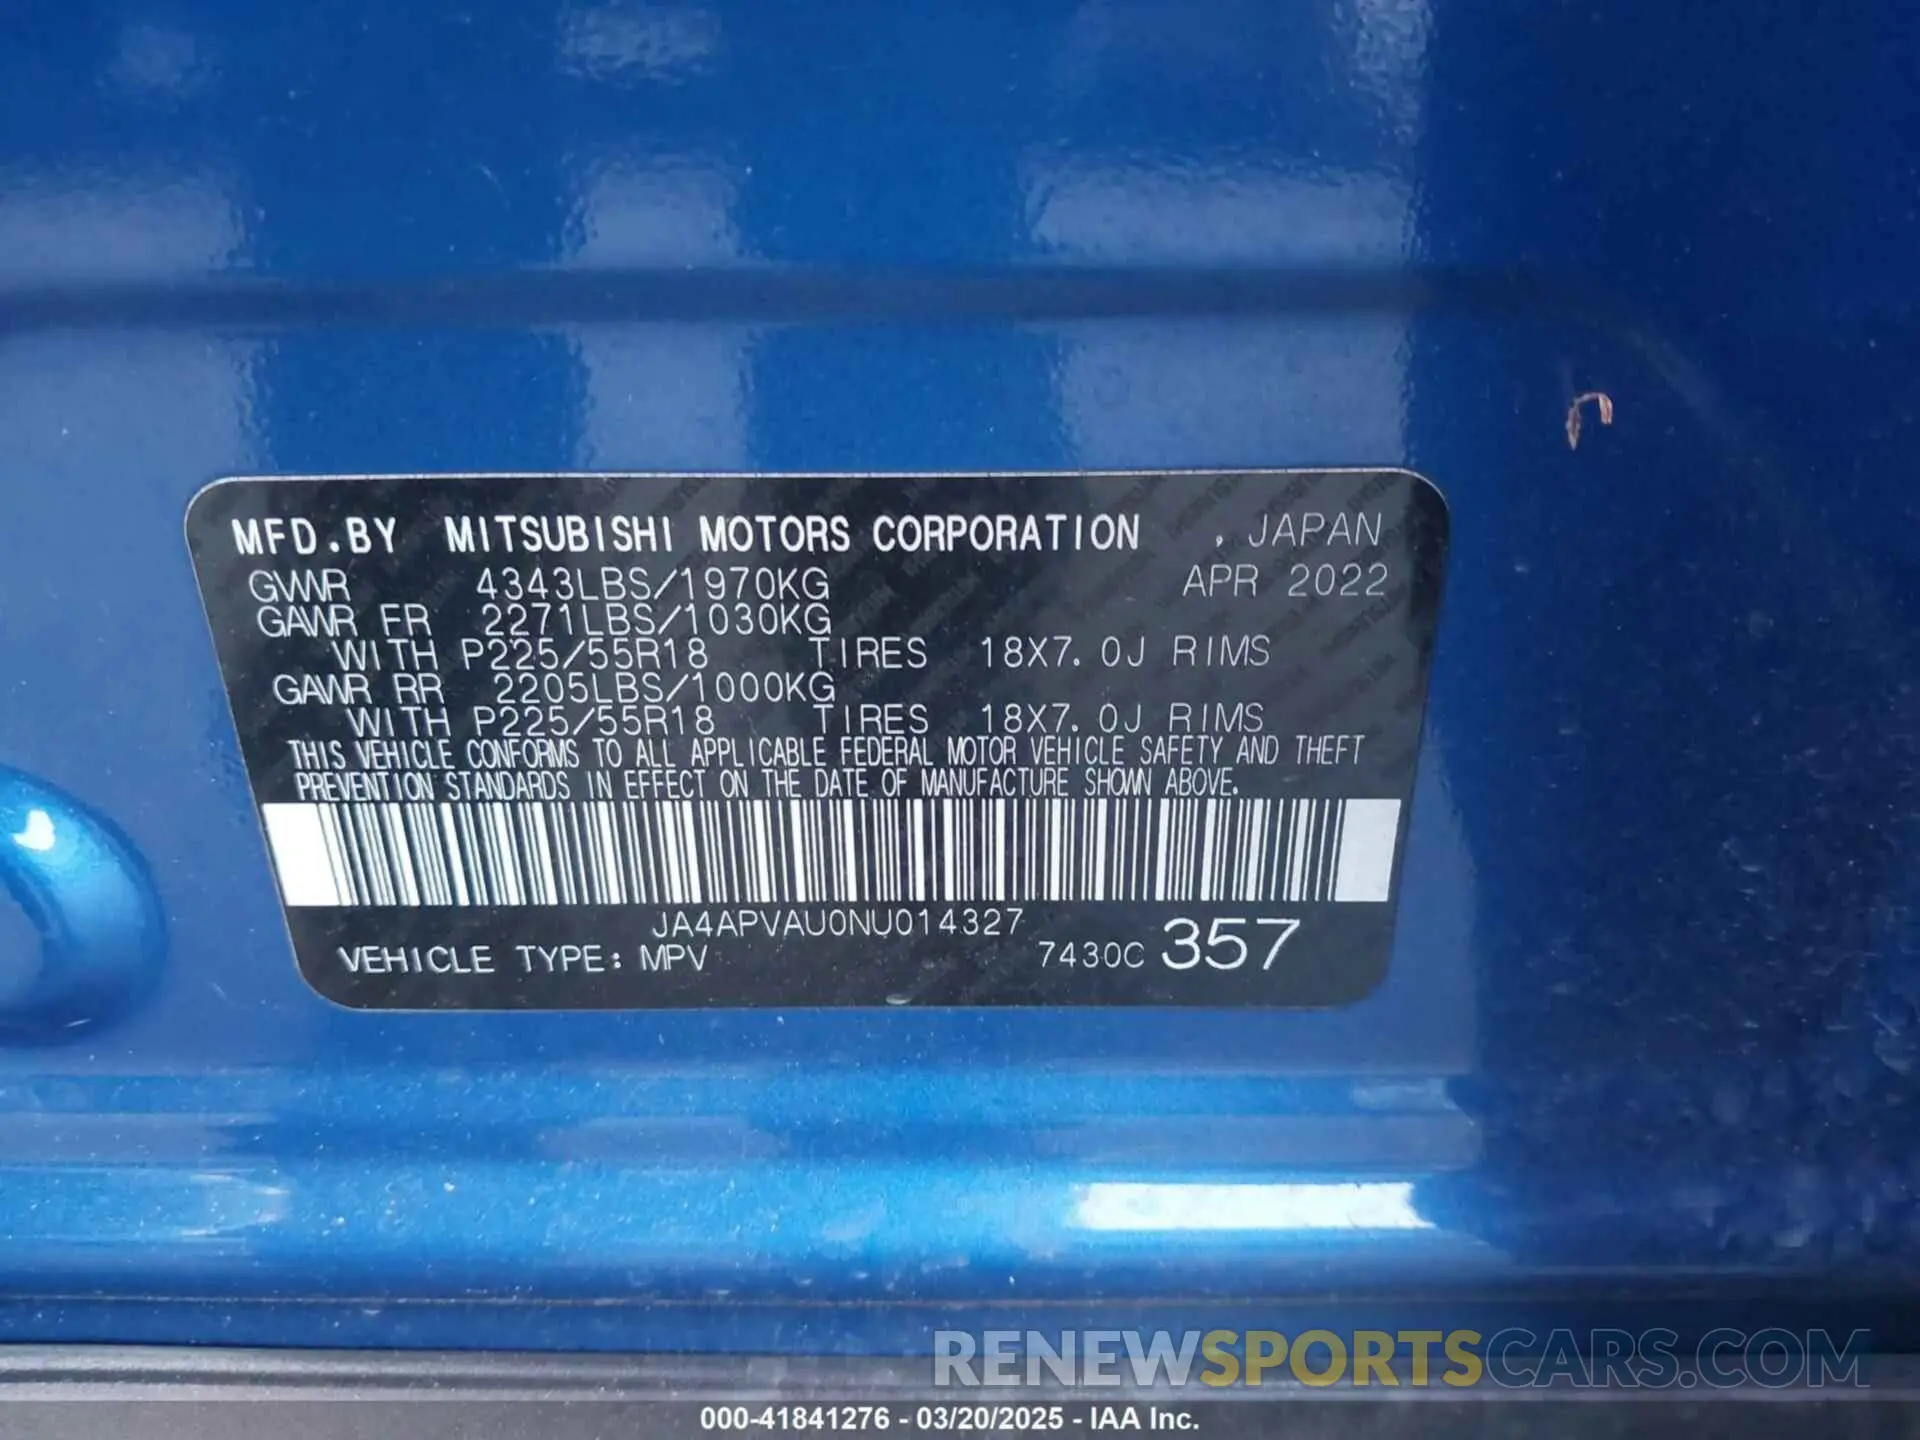 MFD.BY MITSUBISHI MOTORS CORPORATION , JAPAN
GVWR 4343LBS/1970KG APR 2022
GAWR FR 2271LBS/1030KG
WITH P225/55R18 TIRES 18X7.0J RIMS
GAWR RR 2205LBS/1000KG
WITH P225/55R18 TIRES 18X7.0J RIMS
THIS VEHICLE CONFORMS TO ALL APPLICABLE FEDERAL MOTOR VEHICLE SAFETY AND THEFT
PREVENTION STANDARDS IN EFFECT ON THE DATE OF MANUFACTURE SHOWN ABOVE.
JA4APVAU0NU014327
VEHICLE TYPE: MPV 7430C 357
RENEWSPORTSCARS.COM
000-41841276 - 03/20/2025 - IAA Inc.